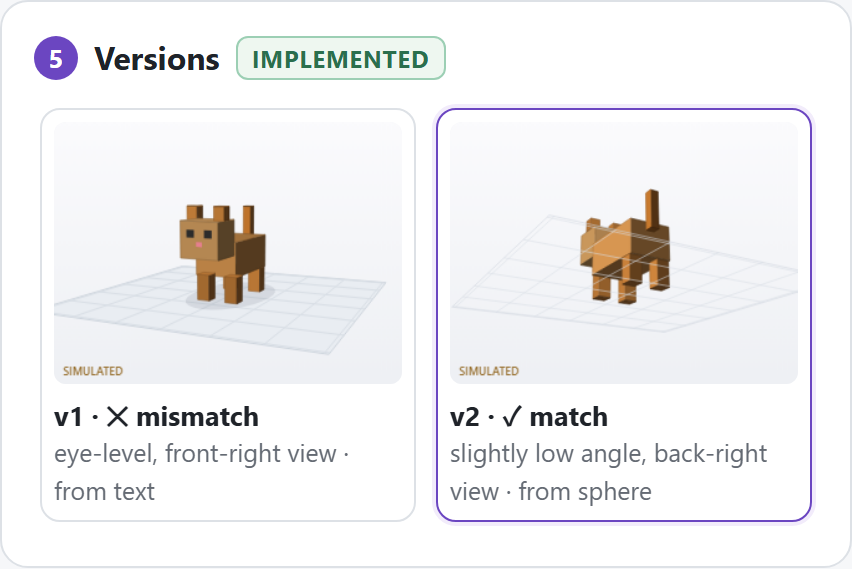 5 Versions IMPLEMENTED
SIMULATED
v1 · ✕ mismatch
eye-level, front-right view ·
from text
SIMULATED
v2 · ✓ match
slightly low angle, back-right
view · from sphere